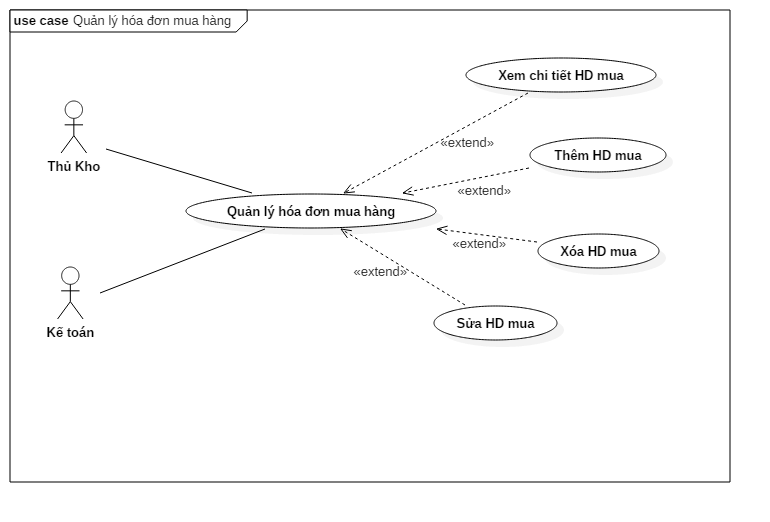 use case Quản lý hóa đơn mua hàng
Xem chi tiết HD mua
Thủ Kho
«extend»
Thêm HD mua
«extend»
Quản lý hóa đơn mua hàng
«extend»
Xóa HD mua
«extend»
Kế toán
Sửa HD mua